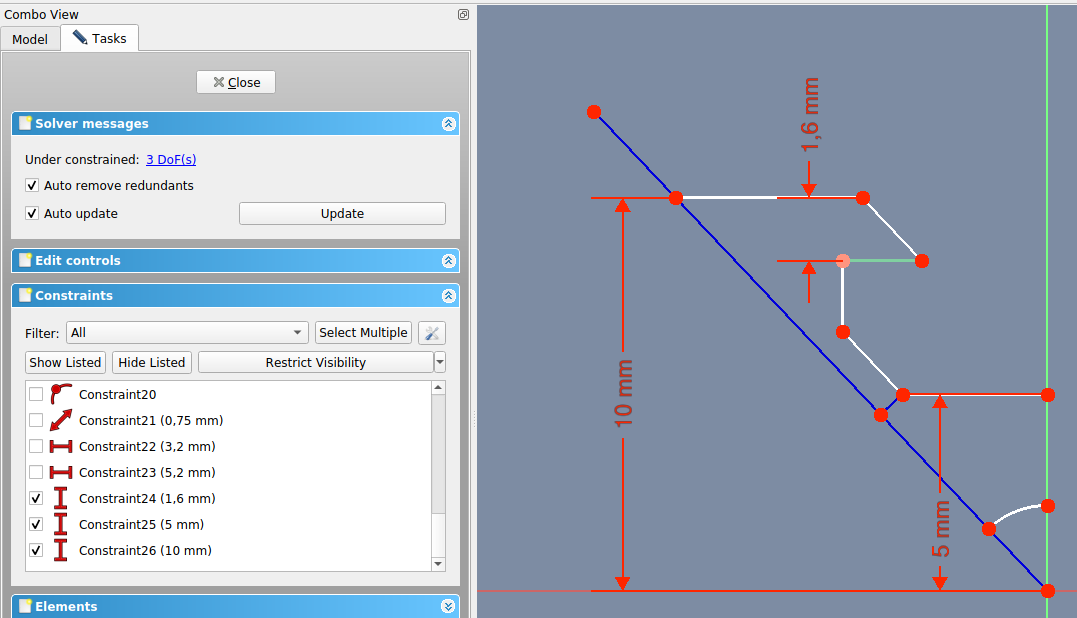 Combo View
Model
Tasks
Close
Solver messages
Under constrained: 3 DoF(s)
Auto remove redundants
Auto update
Update
Edit controls
Constraints
Filter: All
Select Multiple
Show Listed
Hide Listed
Restrict Visibility
Constraint20
Constraint21 (0,75 mm)
Constraint22 (3,2 mm)
Constraint23 (5,2 mm)
Constraint24 (1,6 mm)
Constraint25 (5 mm)
Constraint26 (10 mm)
Elements
1,6 mm
10 mm
5 mm